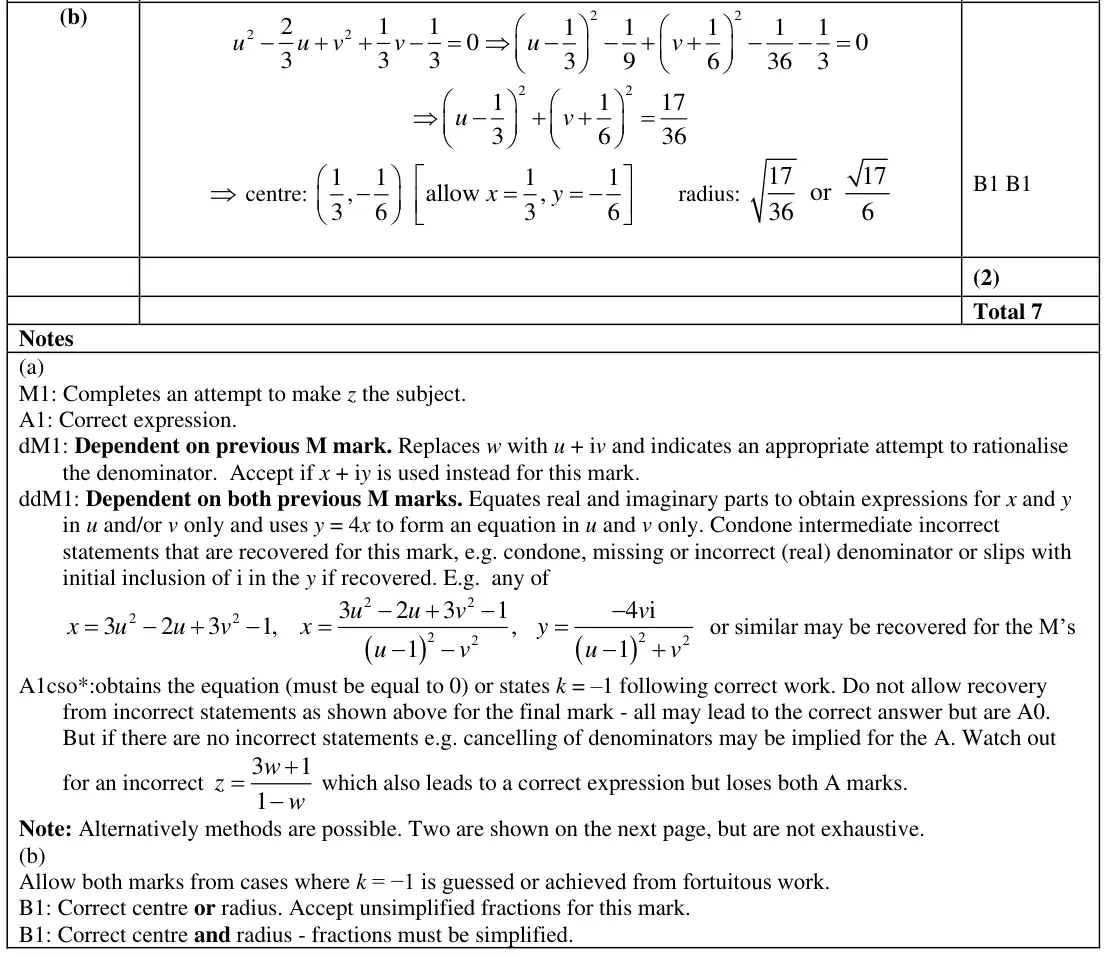 (b)
u² − 2/3 u + v² + 1/3 v − 1/3 = 0 ⇒ (u − 1/3)² − 1/9 + (v + 1/6)² − 1/36 − 1/3 = 0
⇒ (u − 1/3)² + (v + 1/6)² = 17/36
⇒ centre: (1/3, −1/6) [allow x = 1/3, y = −1/6] radius: √(17/36) or √17/6
B1 B1
(2)
Total 7
Notes
(a)
M1: Completes an attempt to make z the subject.
A1: Correct expression.
dM1: Dependent on previous M mark. Replaces w with u + iv and indicates an appropriate attempt to rationalise
the denominator. Accept if x + iy is used instead for this mark.
ddM1: Dependent on both previous M marks. Equates real and imaginary parts to obtain expressions for x and y
in u and/or v only and uses y = 4x to form an equation in u and v only. Condone intermediate incorrect
statements that are recovered for this mark, e.g. condone, missing or incorrect (real) denominator or slips with
initial inclusion of i in the y if recovered. E.g. any of
x = 3u² − 2u + 3v² − 1, x = (3u² − 2u + 3v² − 1)/((u − 1)² − v²), y = −4vi/((u − 1)² + v²) or similar may be recovered for the M's
A1cso*:obtains the equation (must be equal to 0) or states k = –1 following correct work. Do not allow recovery
from incorrect statements as shown above for the final mark - all may lead to the correct answer but are A0.
But if there are no incorrect statements e.g. cancelling of denominators may be implied for the A. Watch out
for an incorrect z = (3w + 1)/(1 − w) which also leads to a correct expression but loses both A marks.
Note: Alternatively methods are possible. Two are shown on the next page, but are not exhaustive.
(b)
Allow both marks from cases where k = −1 is guessed or achieved from fortuitous work.
B1: Correct centre or radius. Accept unsimplified fractions for this mark.
B1: Correct centre and radius - fractions must be simplified.